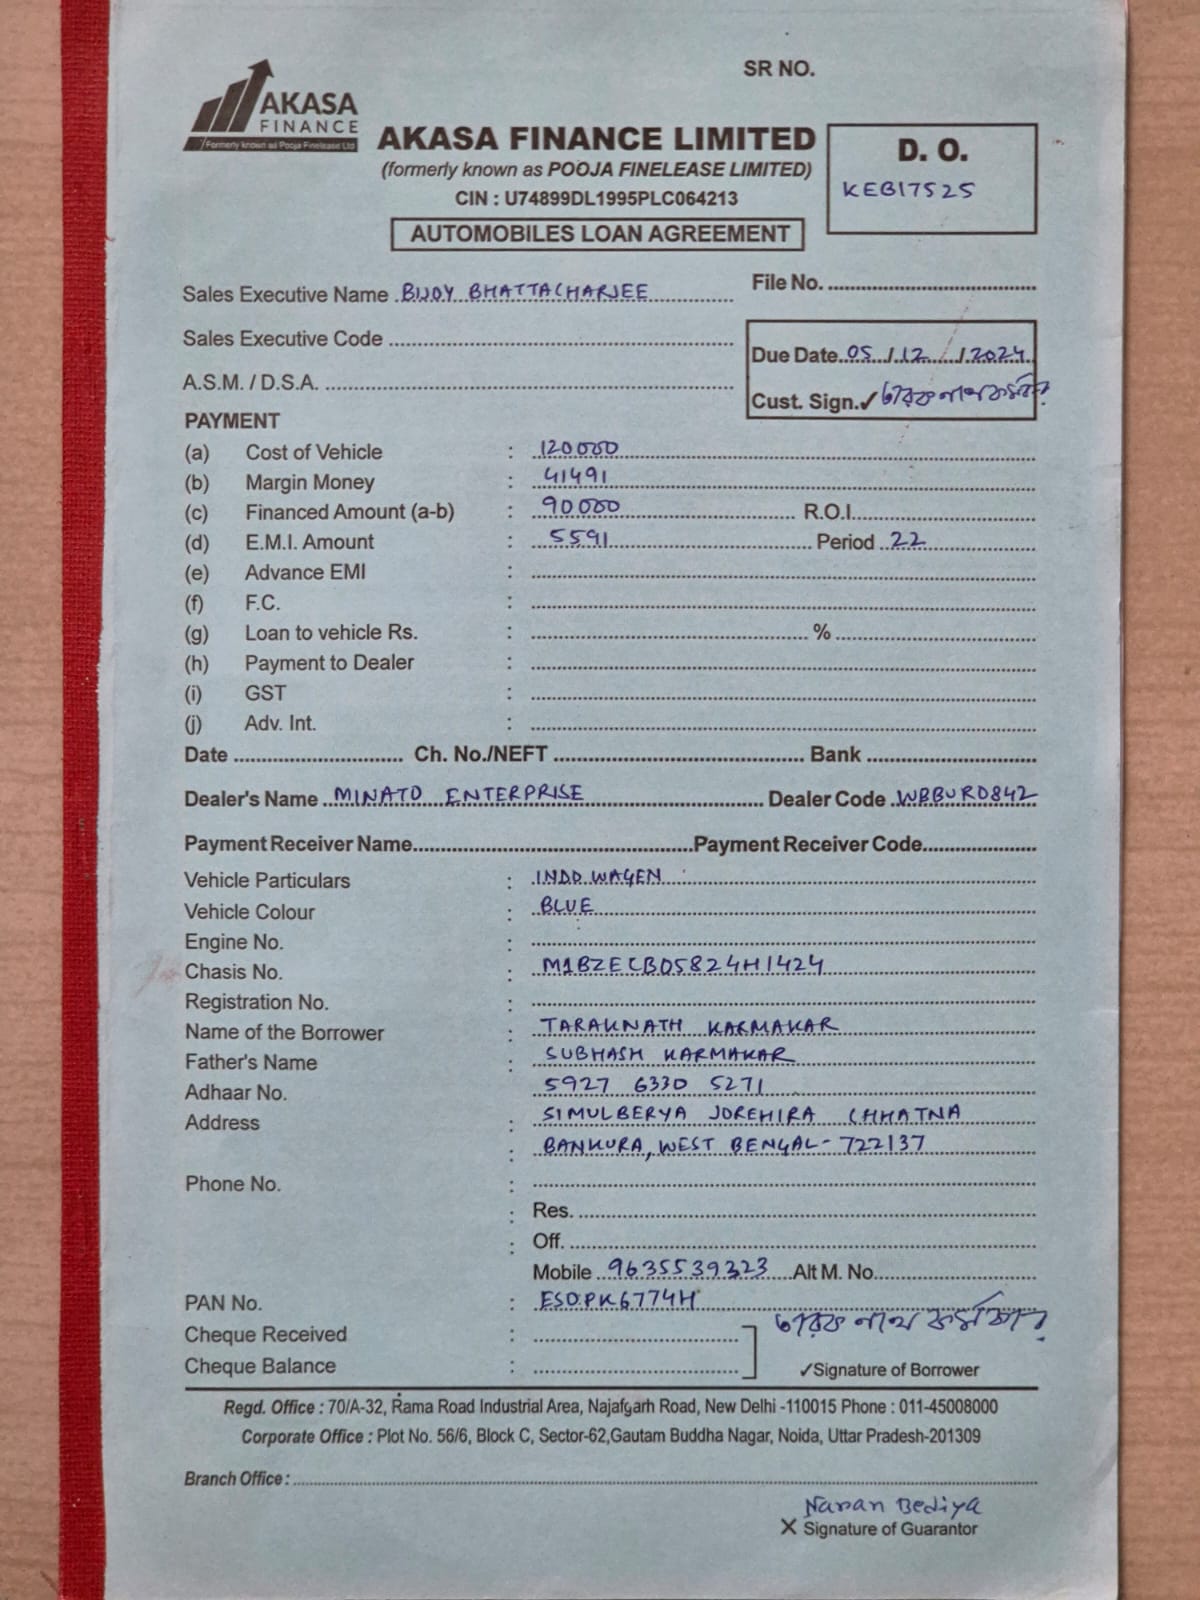 SR NO.
AKASA
FINANCE
Formerly known as Pooja Finelease Ltd
AKASA FINANCE LIMITED
(formerly known as POOJA FINELEASE LIMITED)
CIN : U74899DL1995PLC064213
AUTOMOBILES LOAN AGREEMENT
D. O.
KEB17525
Sales Executive Name BIJOY BHATTACHARJEE
File No.
Sales Executive Code
A.S.M. / D.S.A.
Due Date 05 / 12 / 2024
Cust. Sign. ✓ তারক নাথ কর্মকার
PAYMENT
(a) Cost of Vehicle : 120000
(b) Margin Money : 41491
(c) Financed Amount (a-b) : 90000 R.O.I.
(d) E.M.I. Amount : 5591 Period 22
(e) Advance EMI :
(f) F.C. :
(g) Loan to vehicle Rs. : %
(h) Payment to Dealer :
(i) GST :
(j) Adv. Int. :
Date Ch. No./NEFT Bank
Dealer's Name MINATO ENTERPRISE Dealer Code WBBUR0842
Payment Receiver Name Payment Receiver Code
Vehicle Particulars : INDO WAGEN
Vehicle Colour : BLUE
Engine No. :
Chasis No. : M1BZECBD5824H1424
Registration No. :
Name of the Borrower : TARAKNATH KARMAKAR
Father's Name : SUBHASH KARMAKAR
Adhaar No. : 5927 6330 5271
Address : SIMULBERYA JOREHIRA CHHATNA
: BANKURA, WEST BENGAL - 722137
Phone No. :
: Res.
: Off.
Mobile 9635539323 Alt M. No.
PAN No. : ESOPK6774H
Cheque Received :
তারক নাথ কর্মকার
Cheque Balance :
✓Signature of Borrower
Regd. Office : 70/A-32, Rama Road Industrial Area, Najafgarh Road, New Delhi -110015 Phone : 011-45008000
Corporate Office : Plot No. 56/6, Block C, Sector-62,Gautam Buddha Nagar, Noida, Uttar Pradesh-201309
Branch Office :
Naran Bediya
X Signature of Guarantor